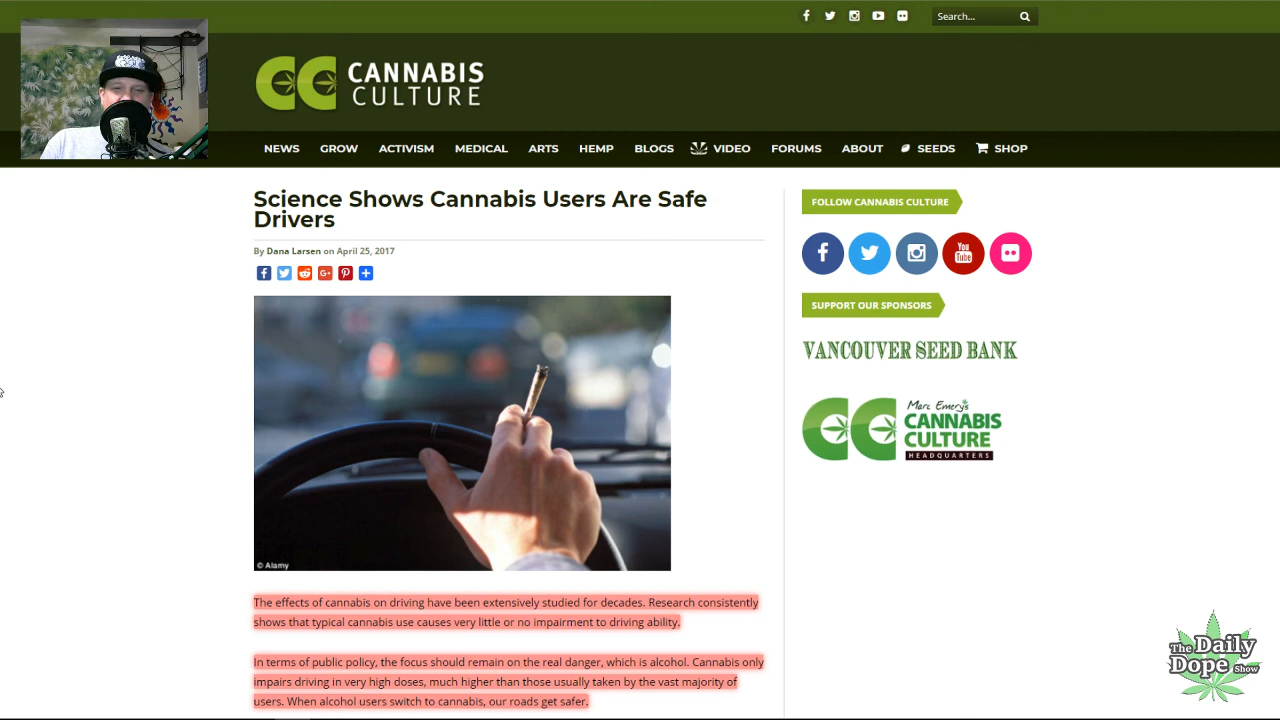 Search...
CC CANNABIS
CULTURE
NEWS GROW ACTIVISM MEDICAL ARTS HEMP BLOGS VIDEO FORUMS ABOUT SEEDS SHOP
Science Shows Cannabis Users Are Safe
Drivers
By Dana Larsen on April 25, 2017
© Alamy
The effects of cannabis on driving have been extensively studied for decades. Research consistently
shows that typical cannabis use causes very little or no impairment to driving ability.
In terms of public policy, the focus should remain on the real danger, which is alcohol. Cannabis only
impairs driving in very high doses, much higher than those usually taken by the vast majority of
users. When alcohol users switch to cannabis, our roads get safer.
FOLLOW CANNABIS CULTURE
You
Tube
SUPPORT OUR SPONSORS
VANCOUVER SEED BANK
Marc Emery's
CC CANNABIS
CULTURE
HEADQUARTERS
The Daily
Dope Show